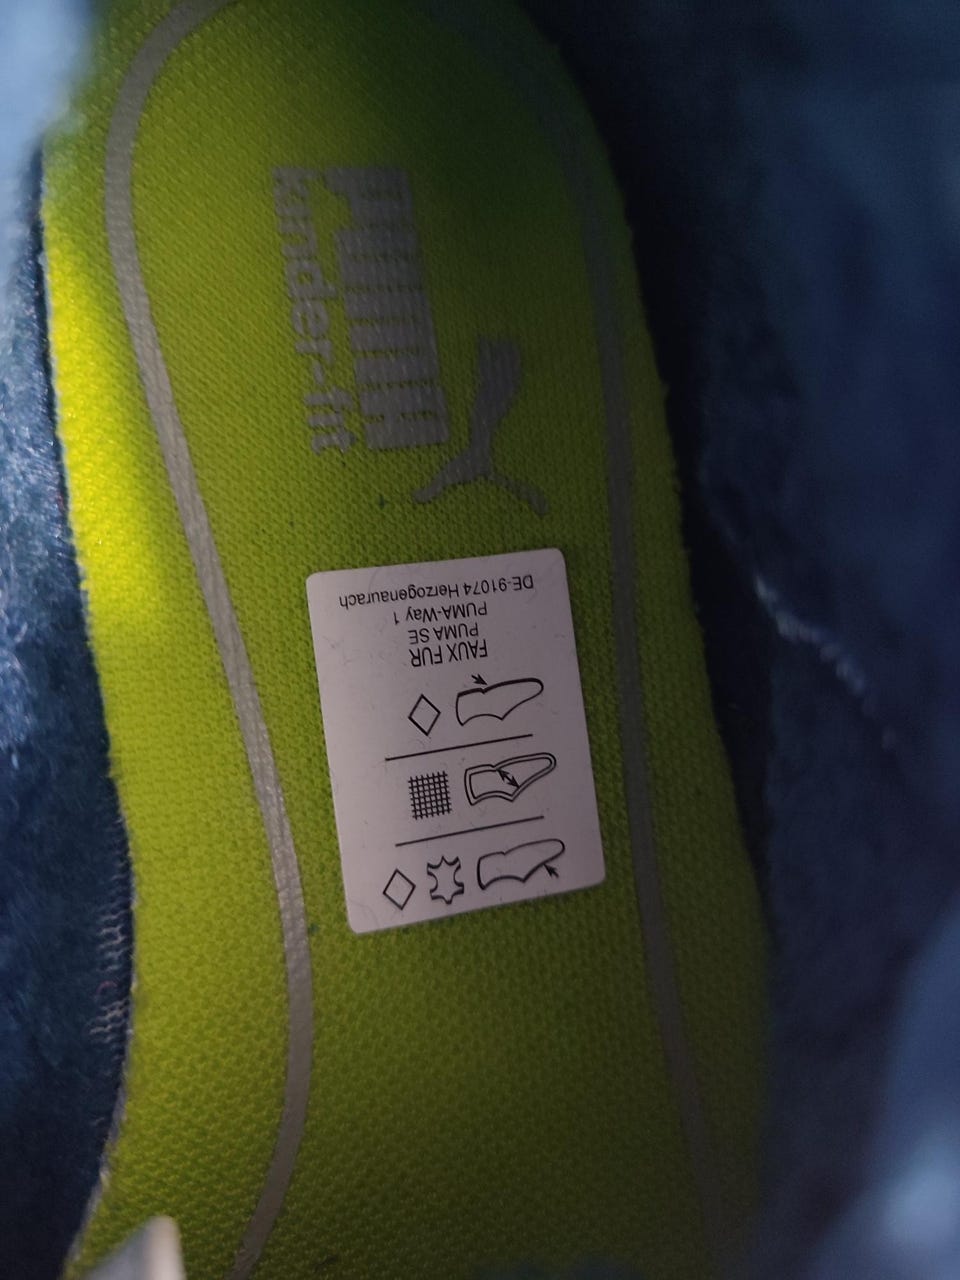 PUMA
kinder-fit
FAUX FUR
PUMA SE
PUMA-Way 1
DE-91074 Herzogenaurach